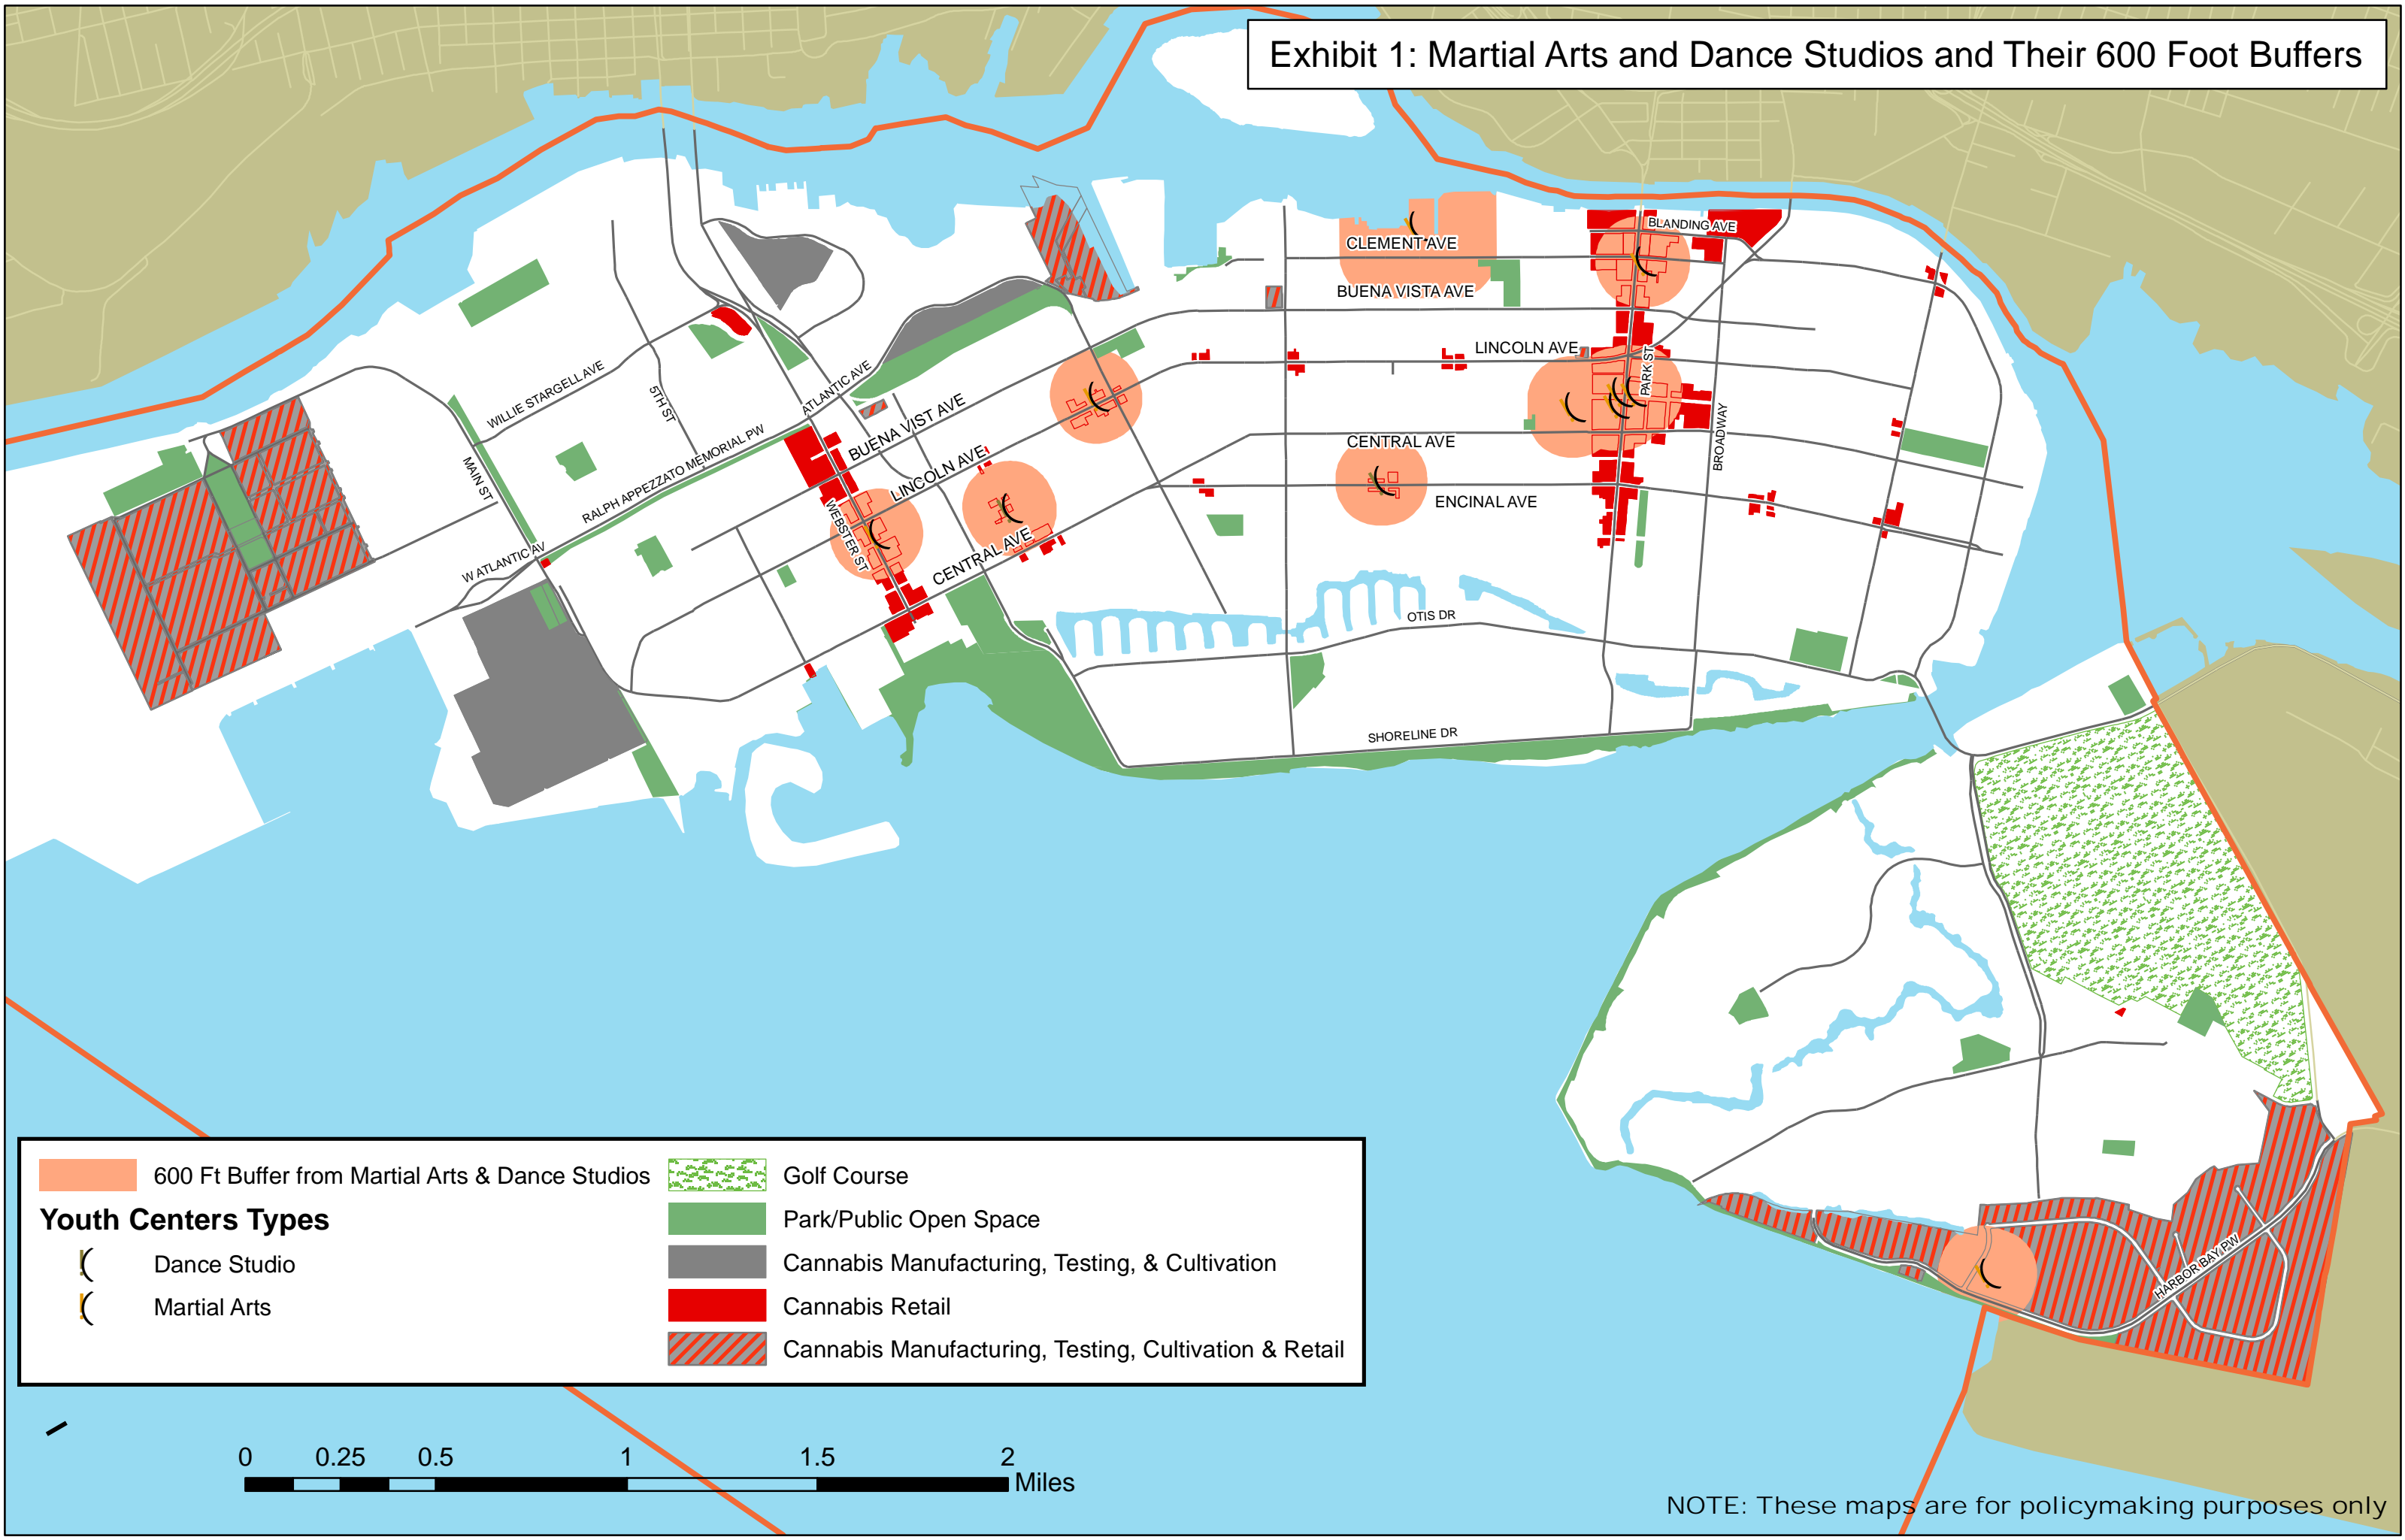 Exhibit 1: Martial Arts and Dance Studios and Their 600 Foot Buffers
BLANDING AVE
CLEMENT AVE
BUENA VISTA AVE
LINCOLN AVE
PARK ST
WILLIE STARGELL AVE
5TH ST
ATLANTIC AVE
BUENA VIST AVE
BROADWAY
CENTRAL AVE
RALPH APPEZZATO MEMORIAL PW
MAIN ST
LINCOLN AVE
ENCINAL AVE
WEBSTER ST
W ATLANTIC AV
CENTRAL AVE
OTIS DR
SHORELINE DR
HARBOR BAY PW
600 Ft Buffer from Martial Arts & Dance Studios
Youth Centers Types
Dance Studio
Martial Arts
Golf Course
Park/Public Open Space
Cannabis Manufacturing, Testing, & Cultivation
Cannabis Retail
Cannabis Manufacturing, Testing, Cultivation & Retail
0 0.25 0.5 1 1.5 2
Miles
NOTE: These maps are for policymaking purposes only